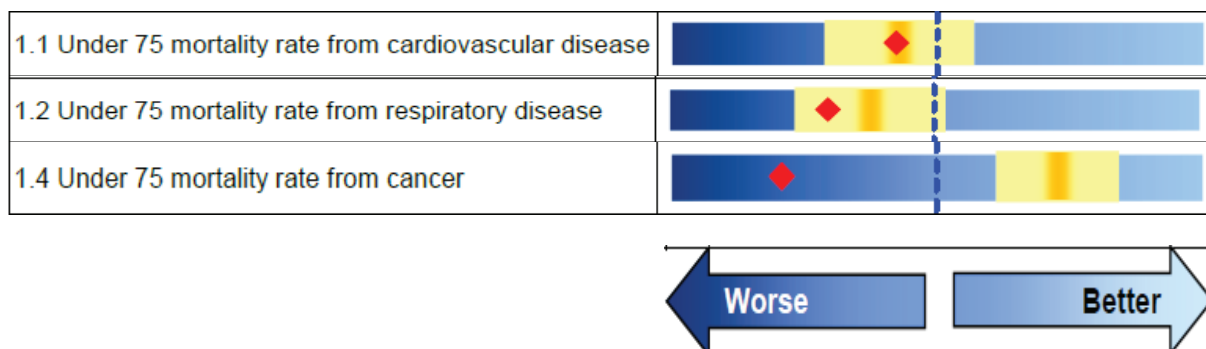 1.1 Under 75 mortality rate from cardiovascular disease
1.2 Under 75 mortality rate from respiratory disease
1.4 Under 75 mortality rate from cancer
Worse
Better